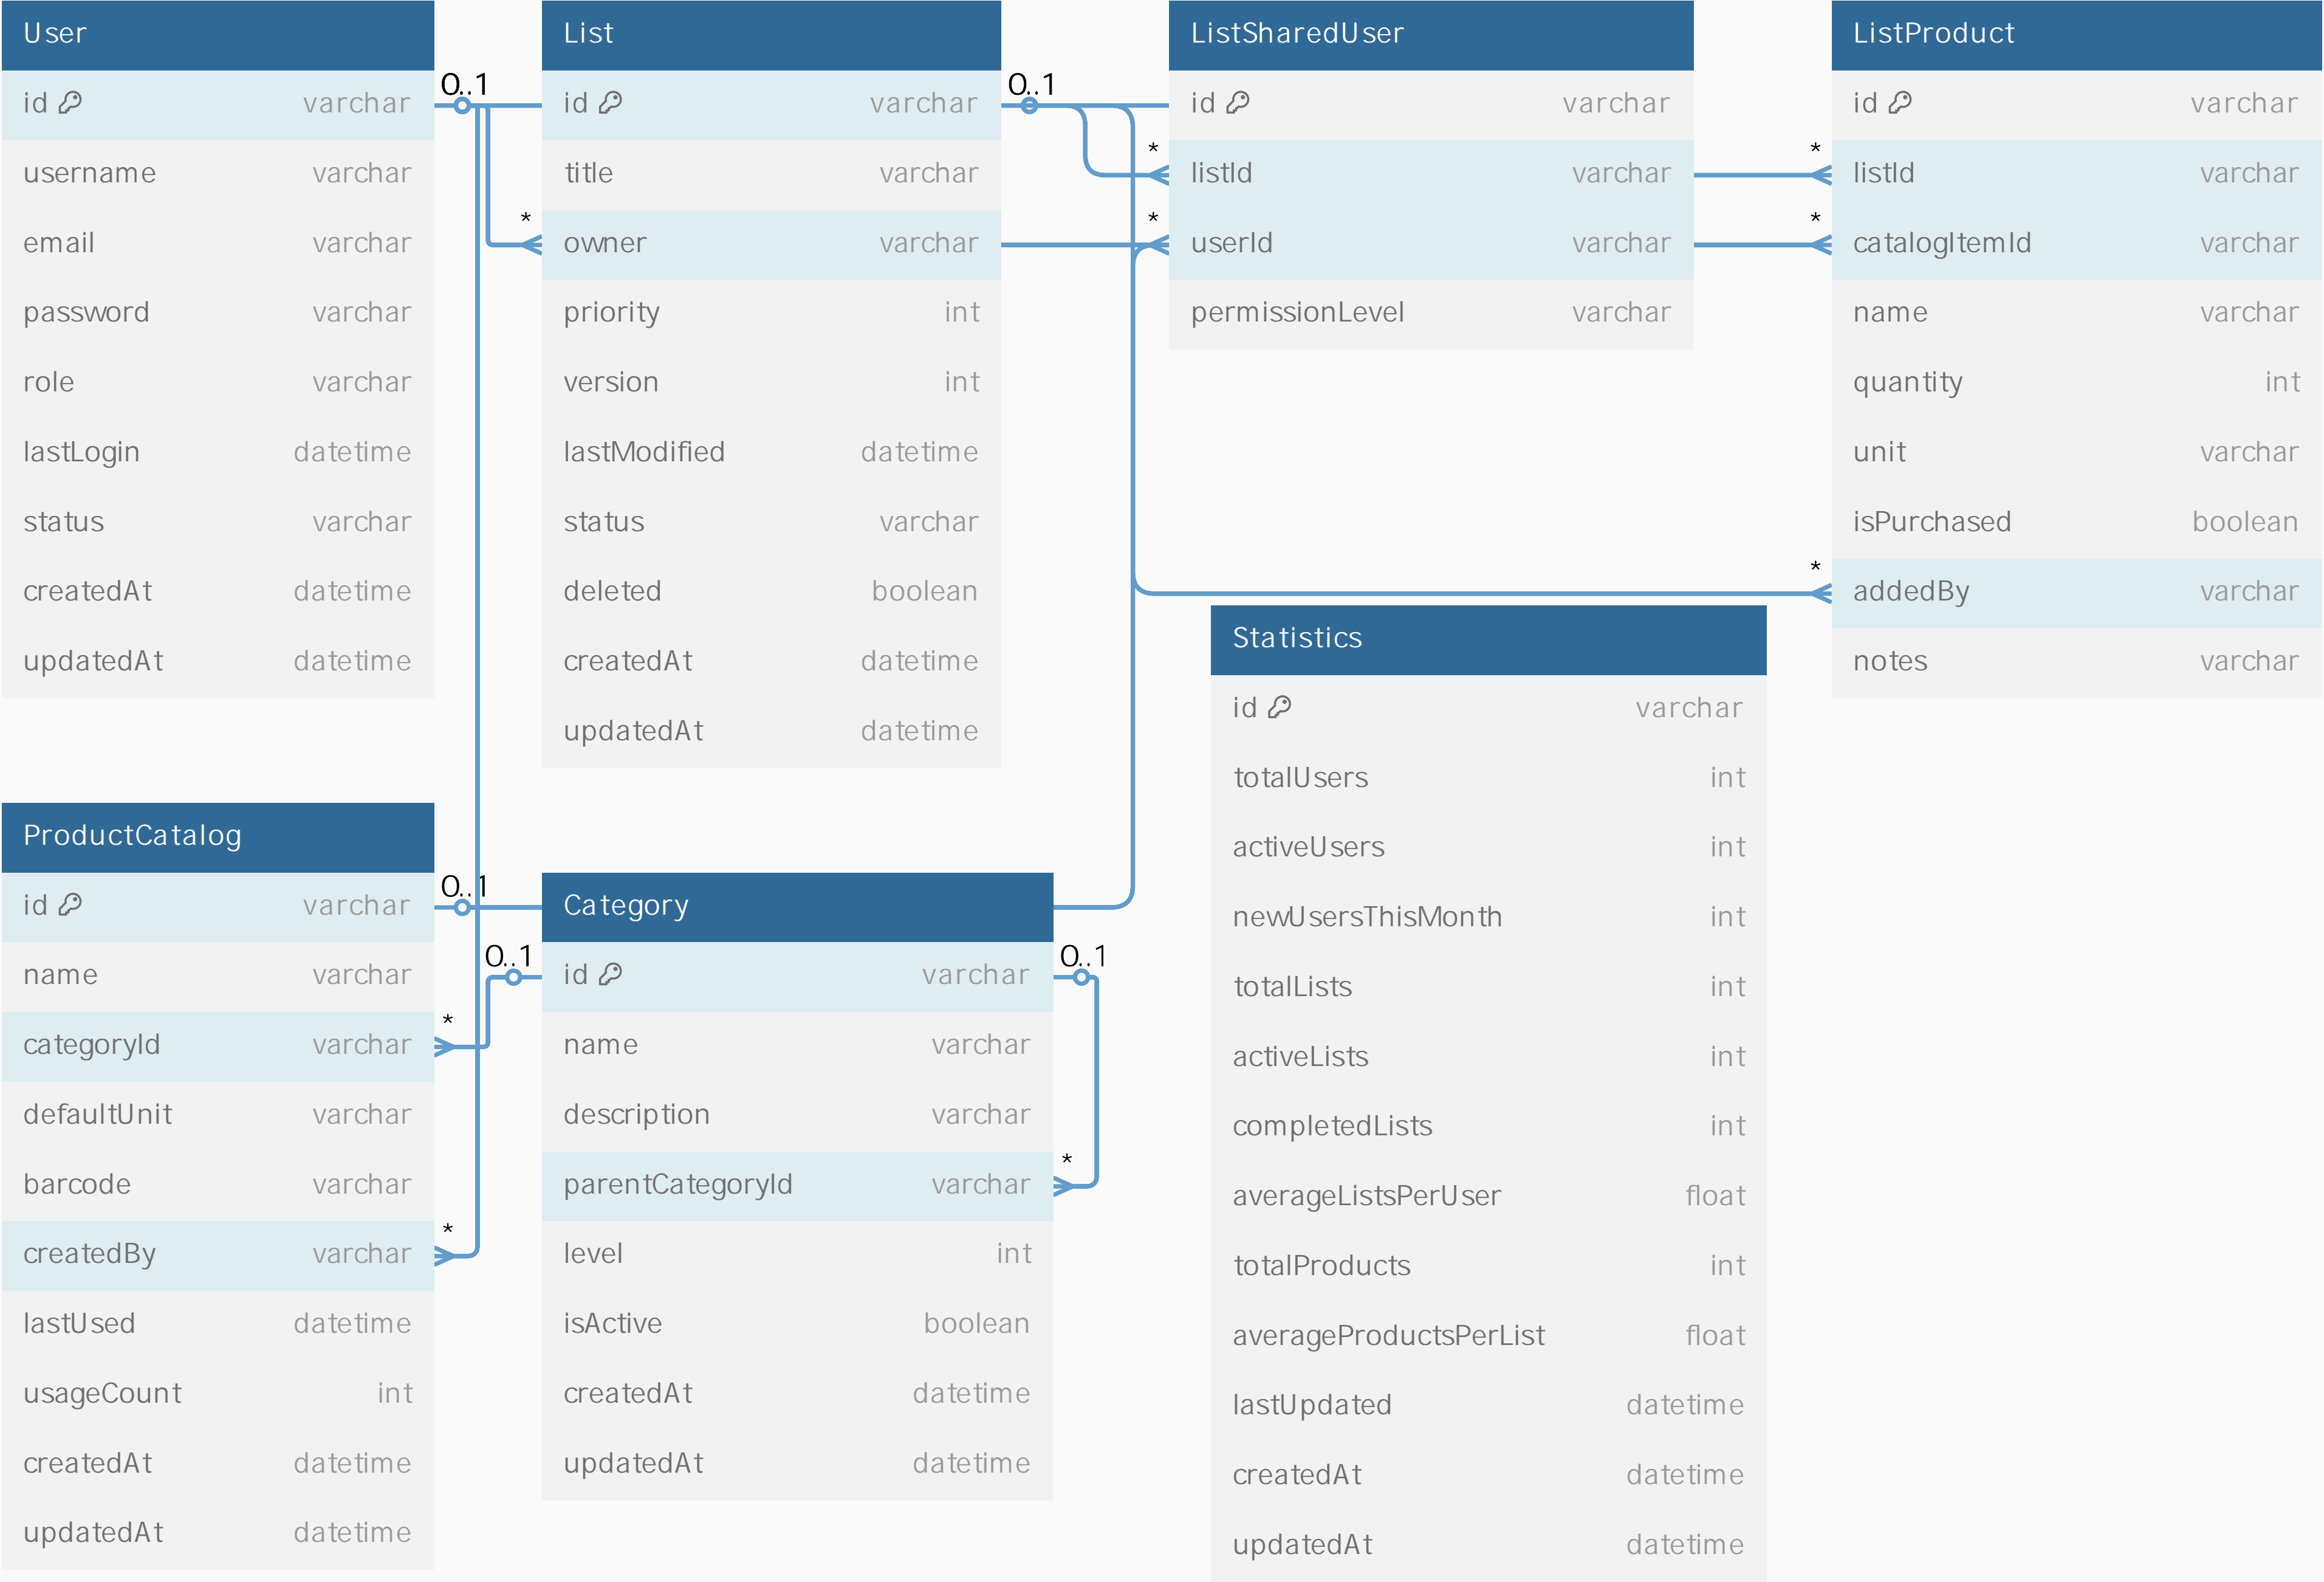 User
id varchar
username varchar
email varchar
password varchar
role varchar
lastLogin datetime
status varchar
createdAt datetime
updatedAt datetime
0..1
List
id varchar
title varchar
*
owner varchar
priority int
version int
lastModified datetime
status varchar
deleted boolean
createdAt datetime
updatedAt datetime
0..1
ListSharedUser
id varchar
*
listId varchar
*
userId varchar
permissionLevel varchar
ListProduct
id varchar
*
listId varchar
*
catalogItemId varchar
name varchar
quantity int
unit varchar
isPurchased boolean
*
addedBy varchar
notes varchar
ProductCatalog
id varchar
0..1
name varchar
categoryId varchar
*
defaultUnit varchar
barcode varchar
createdBy varchar
*
lastUsed datetime
usageCount int
createdAt datetime
updatedAt datetime
Category
0..1
id varchar
0..1
name varchar
description varchar
parentCategoryId varchar
*
level int
isActive boolean
createdAt datetime
updatedAt datetime
Statistics
id varchar
totalUsers int
activeUsers int
newUsersThisMonth int
totalLists int
activeLists int
completedLists int
averageListsPerUser float
totalProducts int
averageProductsPerList float
lastUpdated datetime
createdAt datetime
updatedAt datetime